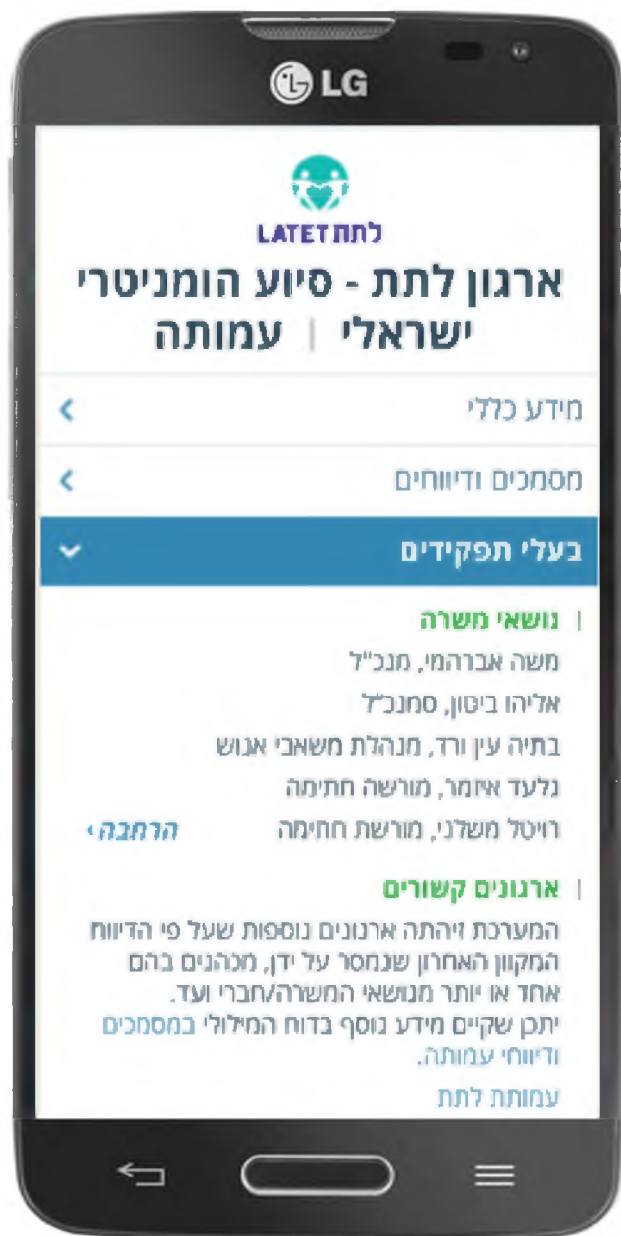 LG
LATET לתת
ארגון לתת - סיוע הומניטרי
ישראלי | עמותה
מידע כללי
מסמכים ודיווחים
בעלי תפקידים
נושאי משרה
משה אברהמי, מנכ"ל
אליהו ביטון, סמנכ"ל
בתיה עין ורד, מנהלת משאבי אנוש
גלעד איזמר, מורשה חתימה
רויטל משלני, מורשת חתימה
הרחבה
ארגונים קשורים
המערכת זיהתה ארגונים נוספות שעל פי הדיווח
המקוון האחרון שנמסר על ידן, מכהנים בהם
אחד או יותר מנושאי המשרה/חברי ועד.
יתכן שקיים מידע נוסף בדוח המילולי במסמכים
ודיווחי עמותה.
עמותת לתת